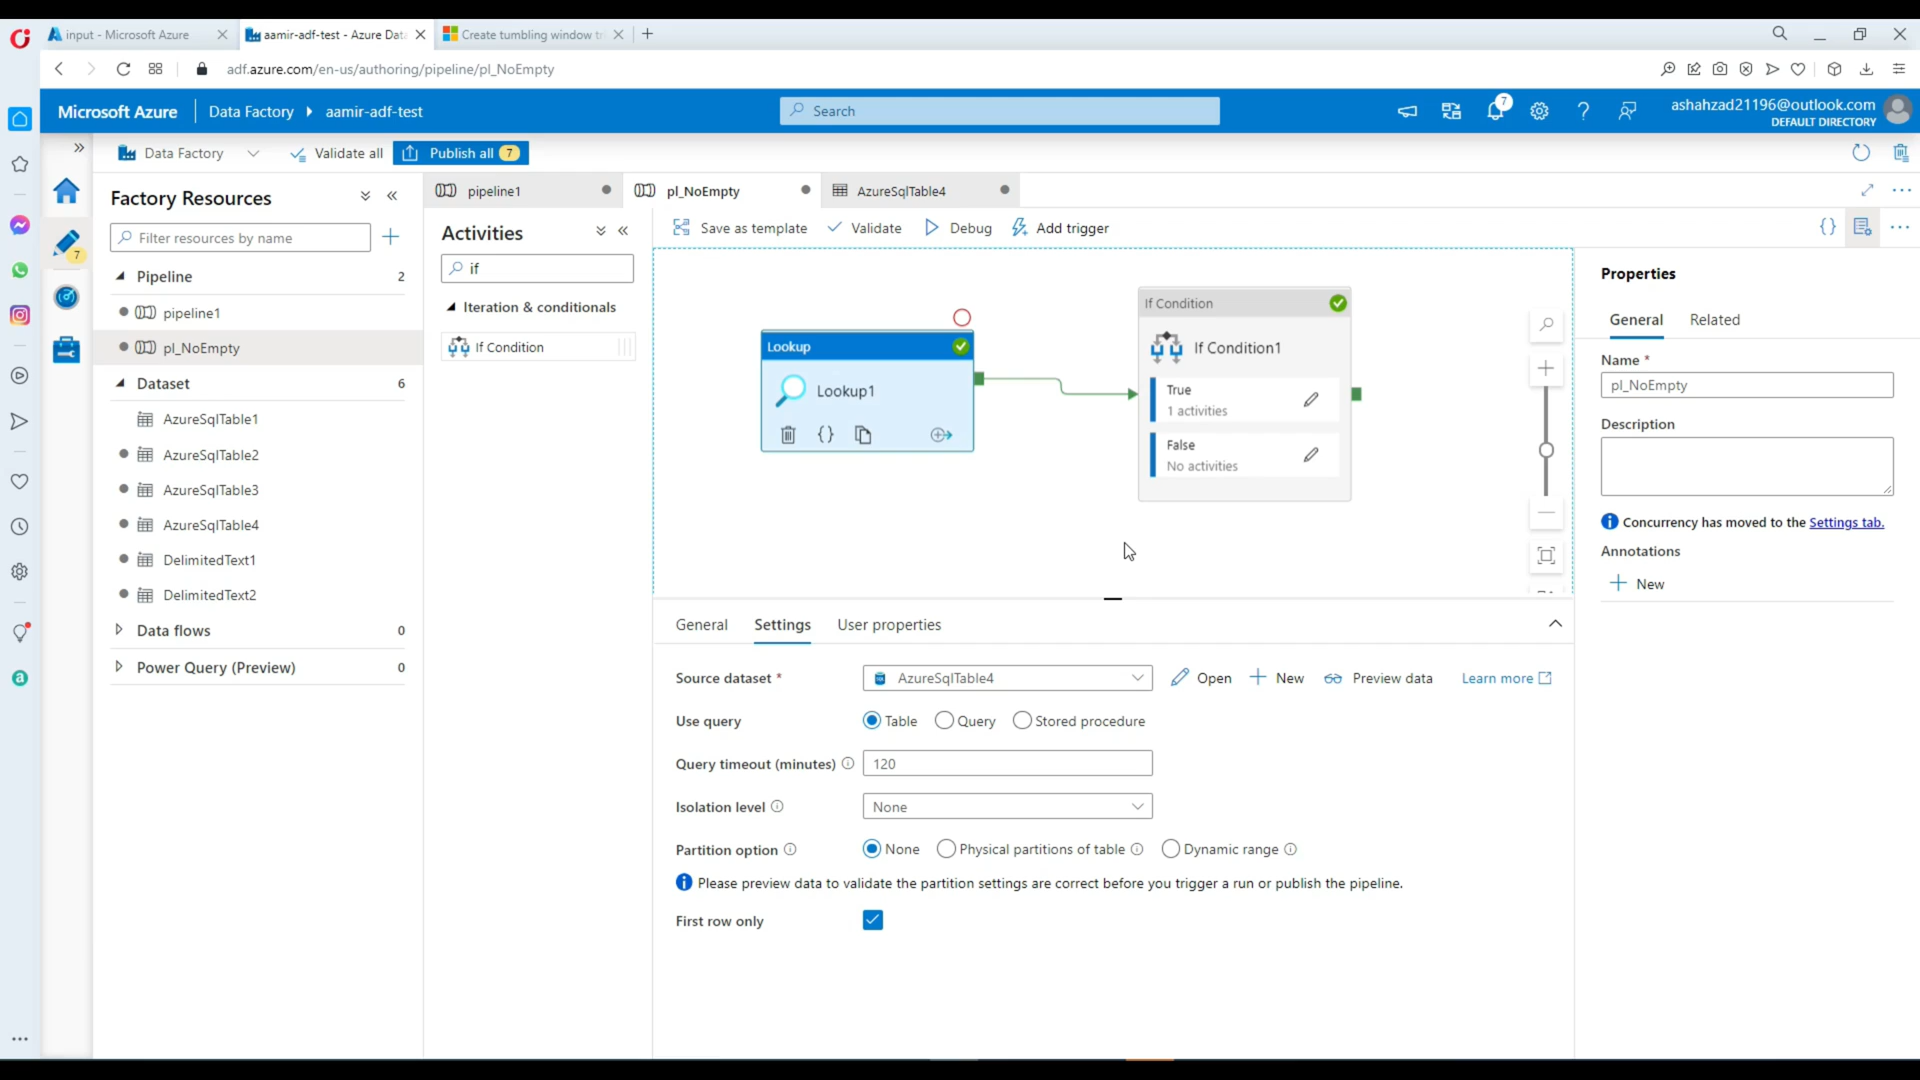 input - Microsoft Azure
aamir-adf-test - Azure Data
Create tumbling window tr
adf.azure.com/en-us/authoring/pipeline/pl_NoEmpty
Microsoft Azure
Data Factory
aamir-adf-test
Search
7
ashahzad21196@outlook.com
DEFAULT DIRECTORY
Data Factory
Validate all
Publish all 7
Factory Resources
Filter resources by name
7
Pipeline 2
pipeline1
pl_NoEmpty
Dataset 6
AzureSqlTable1
AzureSqlTable2
AzureSqlTable3
AzureSqlTable4
DelimitedText1
DelimitedText2
Data flows 0
Power Query (Preview) 0
pipeline1
pl_NoEmpty
AzureSqlTable4
Activities
if
Iteration & conditionals
If Condition
Save as template
Validate
Debug
Add trigger
Lookup
Lookup1
If Condition
If Condition1
True
1 activities
False
No activities
General
Settings
User properties
Source dataset *
AzureSqlTable4
Open
New
Preview data
Learn more
Use query
Table
Query
Stored procedure
Query timeout (minutes)
120
Isolation level
None
Partition option
None
Physical partitions of table
Dynamic range
Please preview data to validate the partition settings are correct before you trigger a run or publish the pipeline.
First row only
Properties
General
Related
Name *
pl_NoEmpty
Description
Concurrency has moved to the Settings tab.
Annotations
New